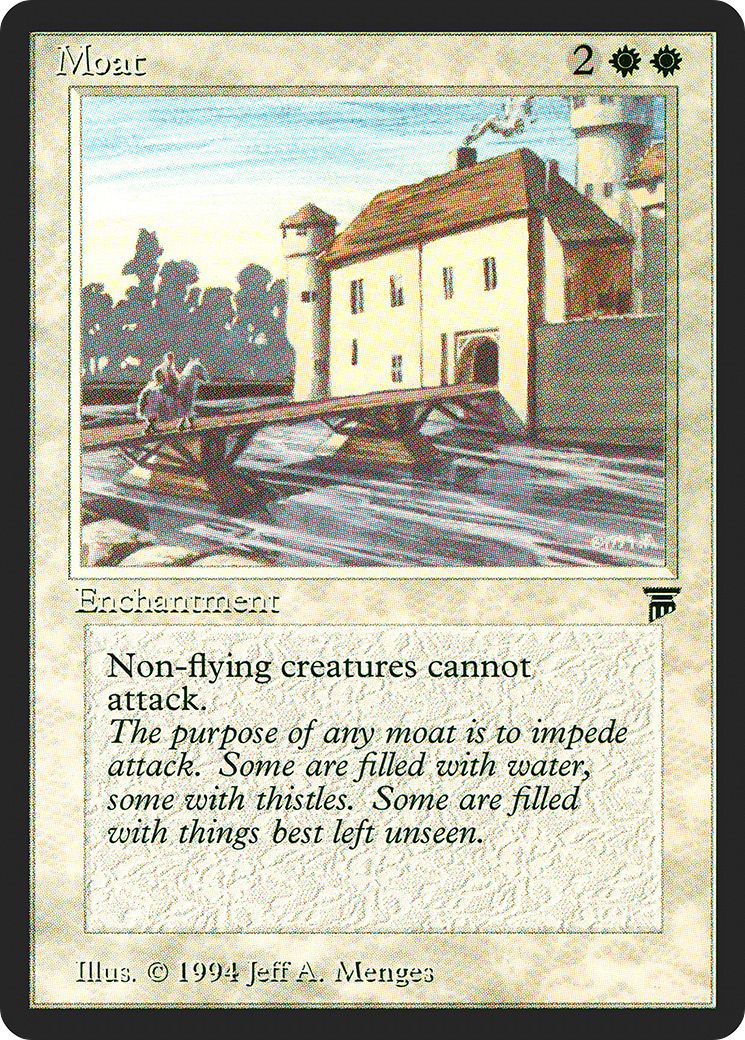 Moat 2
Enchantment
Non-flying creatures cannot
attack.
The purpose of any moat is to impede
attack. Some are filled with water,
some with thistles. Some are filled
with things best left unseen.
Illus. © 1994 Jeff A. Menges